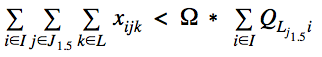 ∑_{i∈I} ∑_{j∈J_{1.5}} ∑_{k∈L} x_{ijk} < Ω * ∑_{i∈I} Q_{L_{j_{1.5}} i}